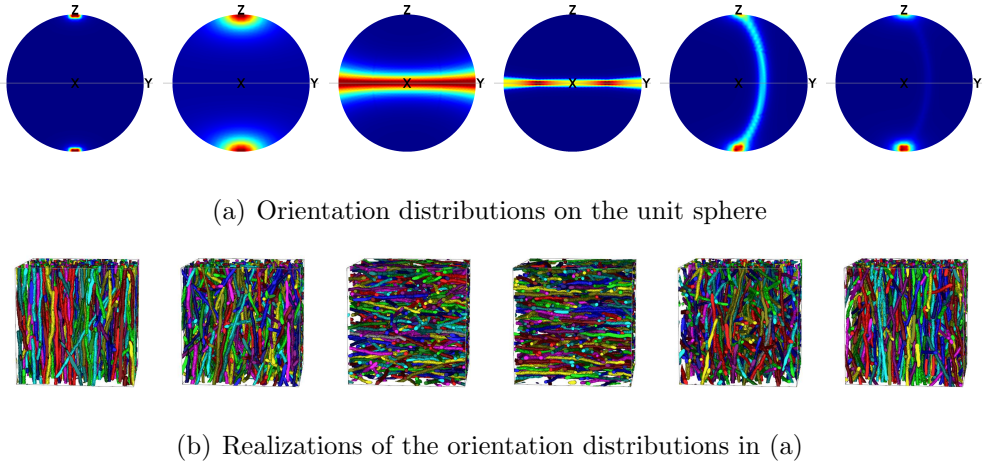 Z Z Z Z Z Z
X Y X Y X Y X Y X Y X Y
(a) Orientation distributions on the unit sphere
(b) Realizations of the orientation distributions in (a)